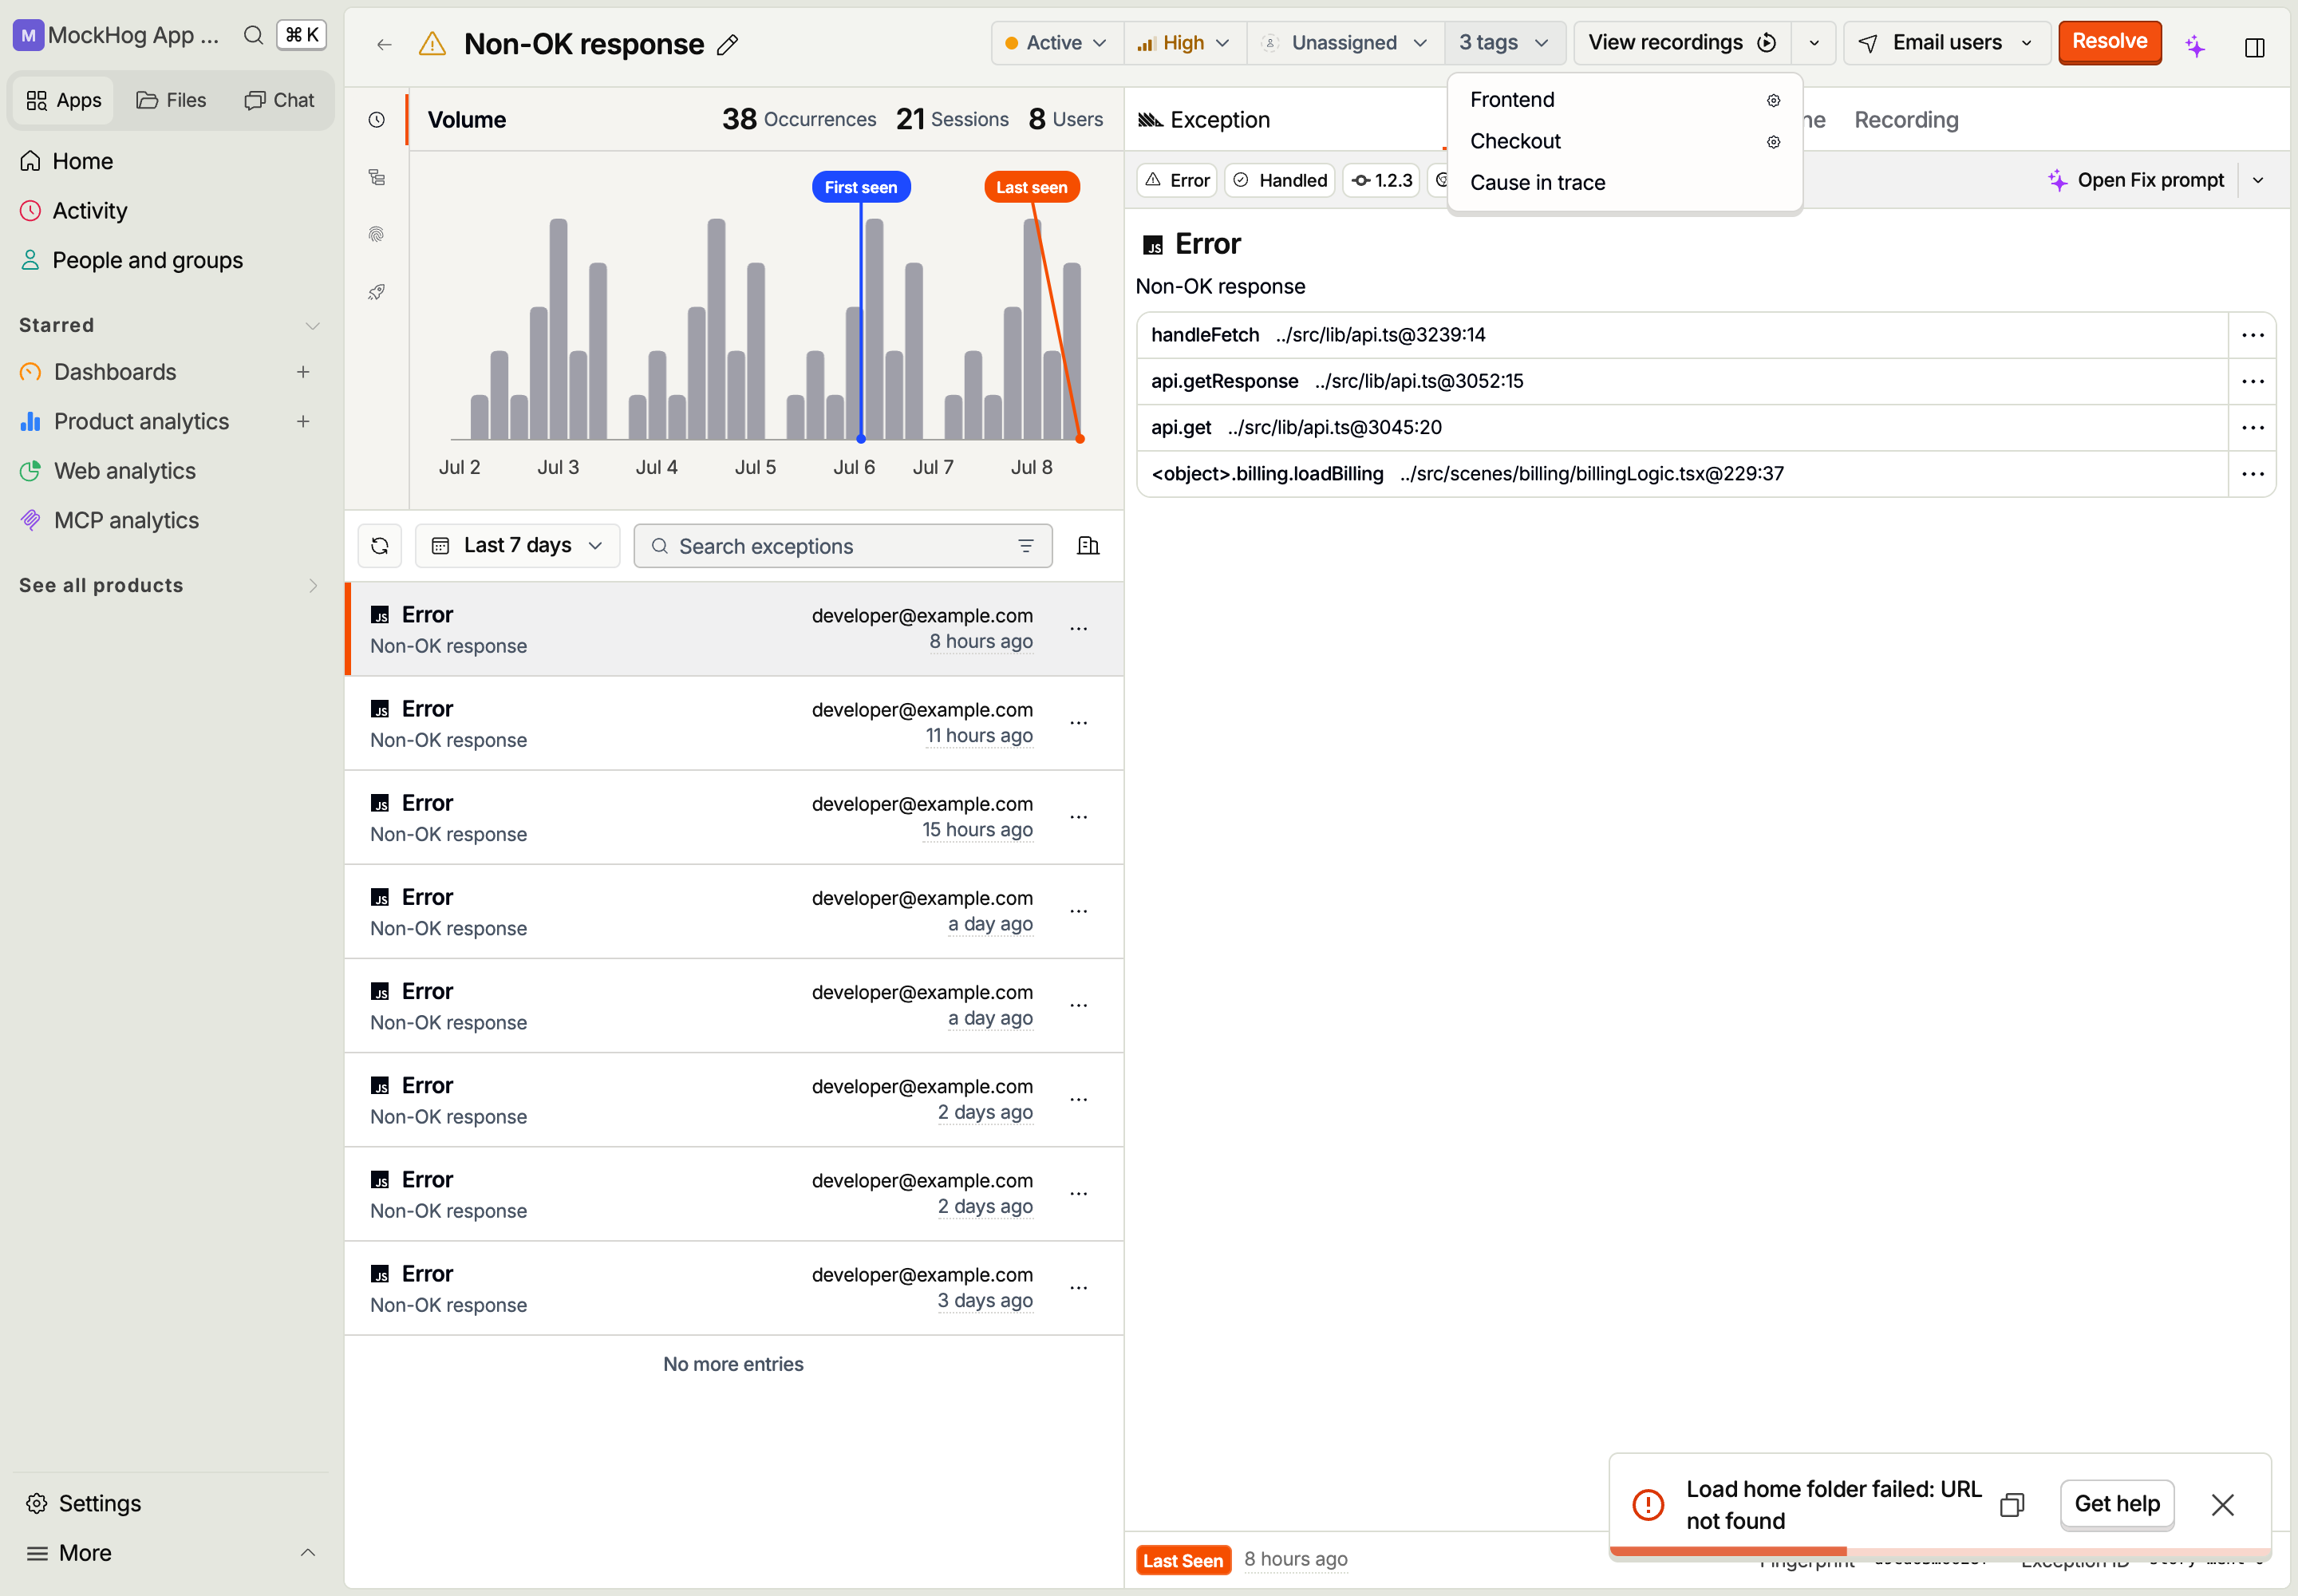 M MockHog App ... ⌘ K
Apps Files Chat
Home
Activity
People and groups
Starred
Dashboards
Product analytics
Web analytics
MCP analytics
See all products
Settings
More
Non-OK response
Active High Unassigned 3 tags View recordings Email users Resolve
Frontend
Checkout
Cause in trace
Volume 38 Occurrences 21 Sessions 8 Users
First seen Last seen
Jul 2 Jul 3 Jul 4 Jul 5 Jul 6 Jul 7 Jul 8
Last 7 days Search exceptions
Error developer@example.com
Non-OK response 8 hours ago
Error developer@example.com
Non-OK response 11 hours ago
Error developer@example.com
Non-OK response 15 hours ago
Error developer@example.com
Non-OK response a day ago
Error developer@example.com
Non-OK response a day ago
Error developer@example.com
Non-OK response 2 days ago
Error developer@example.com
Non-OK response 2 days ago
Error developer@example.com
Non-OK response 3 days ago
No more entries
Exception Recording
Error Handled 1.2.3 Open Fix prompt
JS Error
Non-OK response
handleFetch ../src/lib/api.ts@3239:14
api.getResponse ../src/lib/api.ts@3052:15
api.get ../src/lib/api.ts@3045:20
<object>.billing.loadBilling ../src/scenes/billing/billingLogic.tsx@229:37
Load home folder failed: URL
not found
Get help
Last Seen 8 hours ago